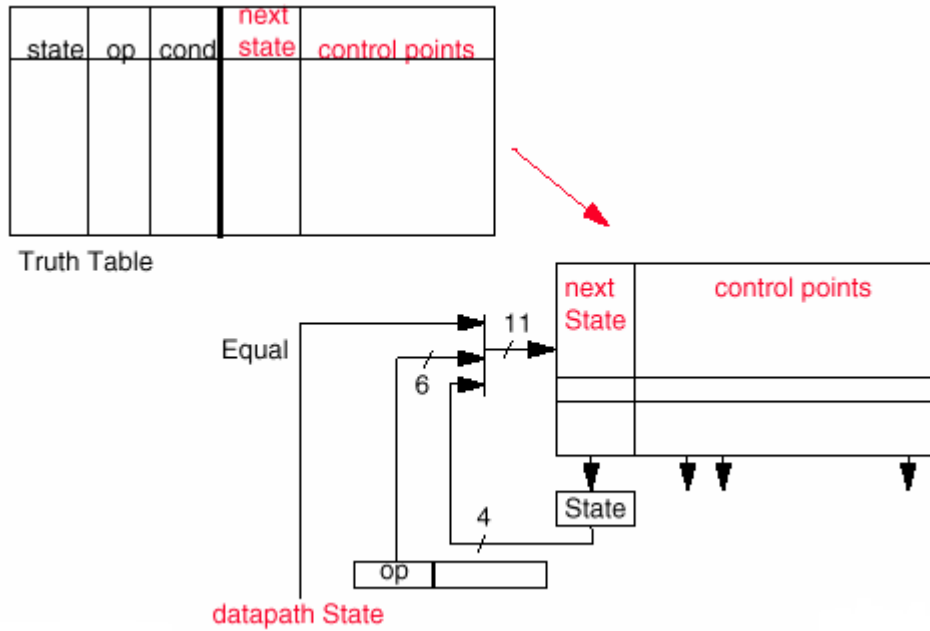 next
state op cond state control points
Truth Table
next control points
State
11
Equal
6
State
4
op
datapath State